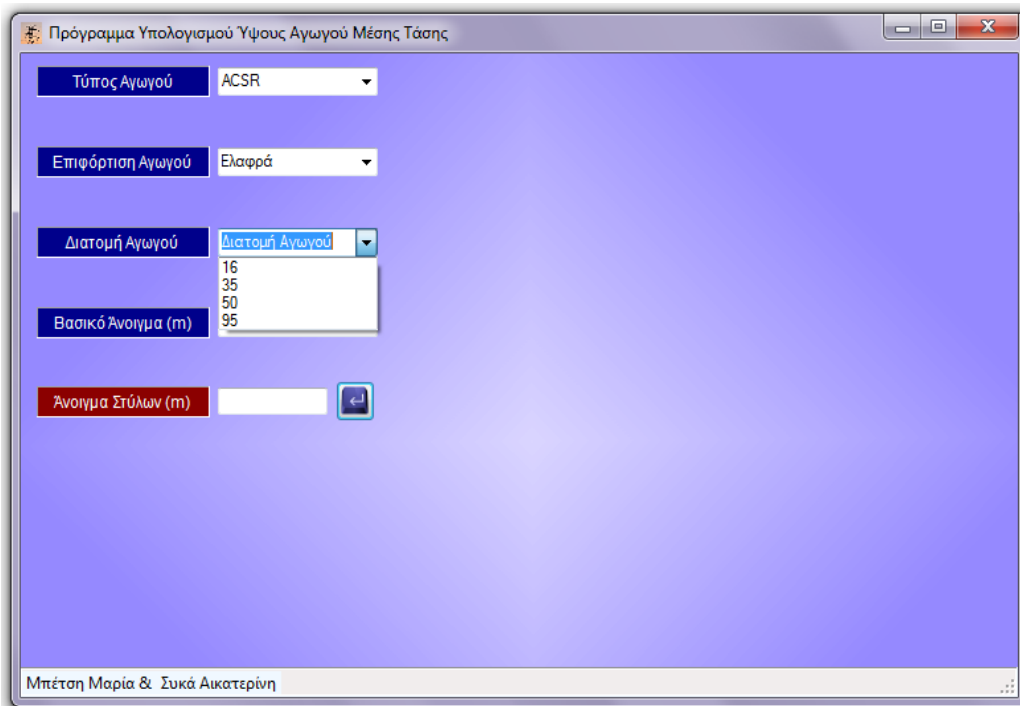 Πρόγραμμα Υπολογισμού Ύψους Αγωγού Μέσης Τάσης
Τύπος Αγωγού ACSR
Επιφόρτιση Αγωγού Ελαφρά
Διατομή Αγωγού Διατομή Αγωγού
16
35
50
95
Βασικό Άνοιγμα (m)
Άνοιγμα Στύλων (m)
Μπέτση Μαρία & Συκά Αικατερίνη